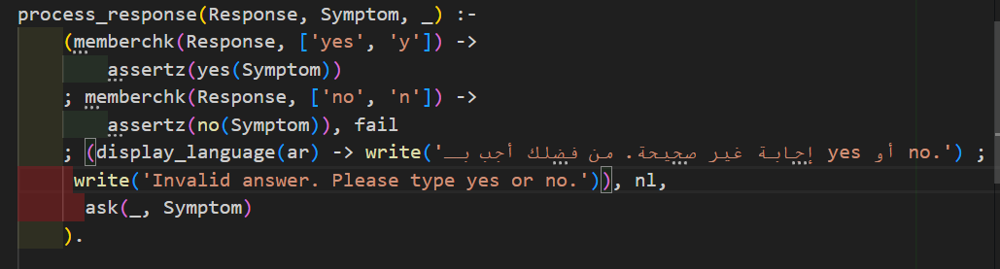 process_response(Response, Symptom, _) :-
    (memberchk(Response, ['yes', 'y']) ->
        assertz(yes(Symptom))
    ; memberchk(Response, ['no', 'n']) ->
        assertz(no(Symptom)), fail
    ; (display_language(ar) -> write('إجابة غير صحيحة. من فضلك أجب بــ yes أو no.') ;
     write('Invalid answer. Please type yes or no.')), nl,
      ask(_, Symptom)
    ).